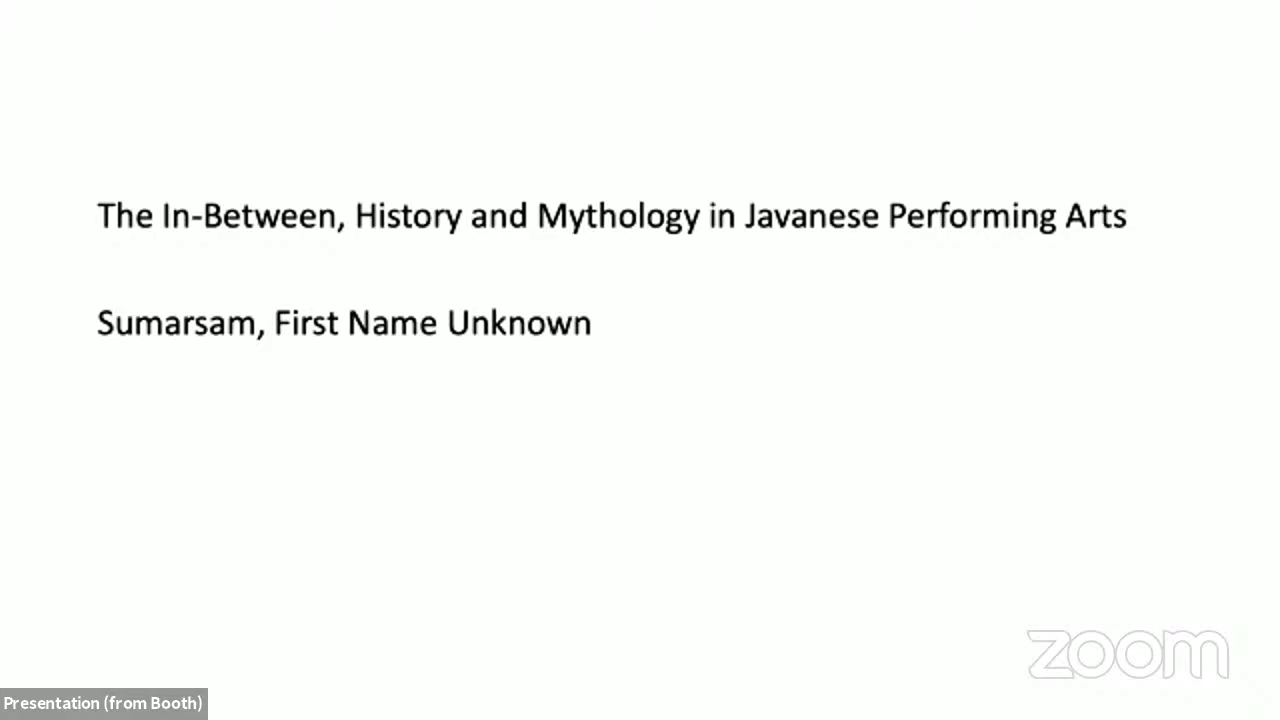 The In-Between, History and Mythology in Javanese Performing Arts
Sumarsam, First Name Unknown
zoom
Presentation (from Booth)